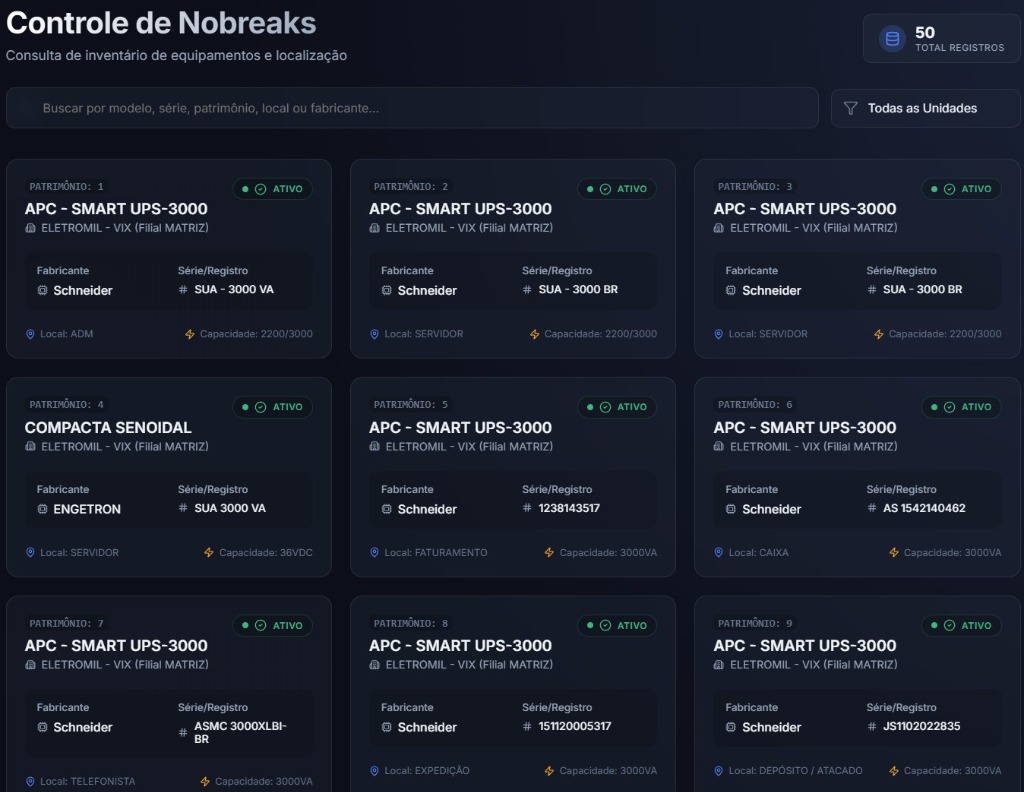 Controle de Nobreaks
Consulta de inventário de equipamentos e localização
50
TOTAL REGISTROS
Buscar por modelo, série, patrimônio, local ou fabricante...
Todas as Unidades
PATRIMÔNIO: 1
ATIVO
APC - SMART UPS-3000
ELETROMIL - VIX (Filial MATRIZ)
Fabricante
Série/Registro
Schneider
SUA - 3000 VA
Local: ADM
Capacidade: 2200/3000
PATRIMÔNIO: 2
ATIVO
APC - SMART UPS-3000
ELETROMIL - VIX (Filial MATRIZ)
Fabricante
Série/Registro
Schneider
SUA - 3000 BR
Local: SERVIDOR
Capacidade: 2200/3000
PATRIMÔNIO: 3
ATIVO
APC - SMART UPS-3000
ELETROMIL - VIX (Filial MATRIZ)
Fabricante
Série/Registro
Schneider
SUA - 3000 BR
Local: SERVIDOR
Capacidade: 2200/3000
PATRIMÔNIO: 4
ATIVO
COMPACTA SENOIDAL
ELETROMIL - VIX (Filial MATRIZ)
Fabricante
Série/Registro
ENGETRON
SUA 3000 VA
Local: SERVIDOR
Capacidade: 36VDC
PATRIMÔNIO: 5
ATIVO
APC - SMART UPS-3000
ELETROMIL - VIX (Filial MATRIZ)
Fabricante
Série/Registro
Schneider
1238143517
Local: FATURAMENTO
Capacidade: 3000VA
PATRIMÔNIO: 6
ATIVO
APC - SMART UPS-3000
ELETROMIL - VIX (Filial MATRIZ)
Fabricante
Série/Registro
Schneider
AS 1542140462
Local: CAIXA
Capacidade: 3000VA
PATRIMÔNIO: 7
ATIVO
APC - SMART UPS-3000
ELETROMIL - VIX (Filial MATRIZ)
Fabricante
Série/Registro
Schneider
ASMC 3000XLBI-
BR
Local: TELEFONISTA
Capacidade: 3000VA
PATRIMÔNIO: 8
ATIVO
APC - SMART UPS-3000
ELETROMIL - VIX (Filial MATRIZ)
Fabricante
Série/Registro
Schneider
151120005317
Local: EXPEDIÇÃO
Capacidade: 3000VA
PATRIMÔNIO: 9
ATIVO
APC - SMART UPS-3000
ELETROMIL - VIX (Filial MATRIZ)
Fabricante
Série/Registro
Schneider
JS1102022835
Local: DEPÓSITO / ATACADO
Capacidade: 3000VA